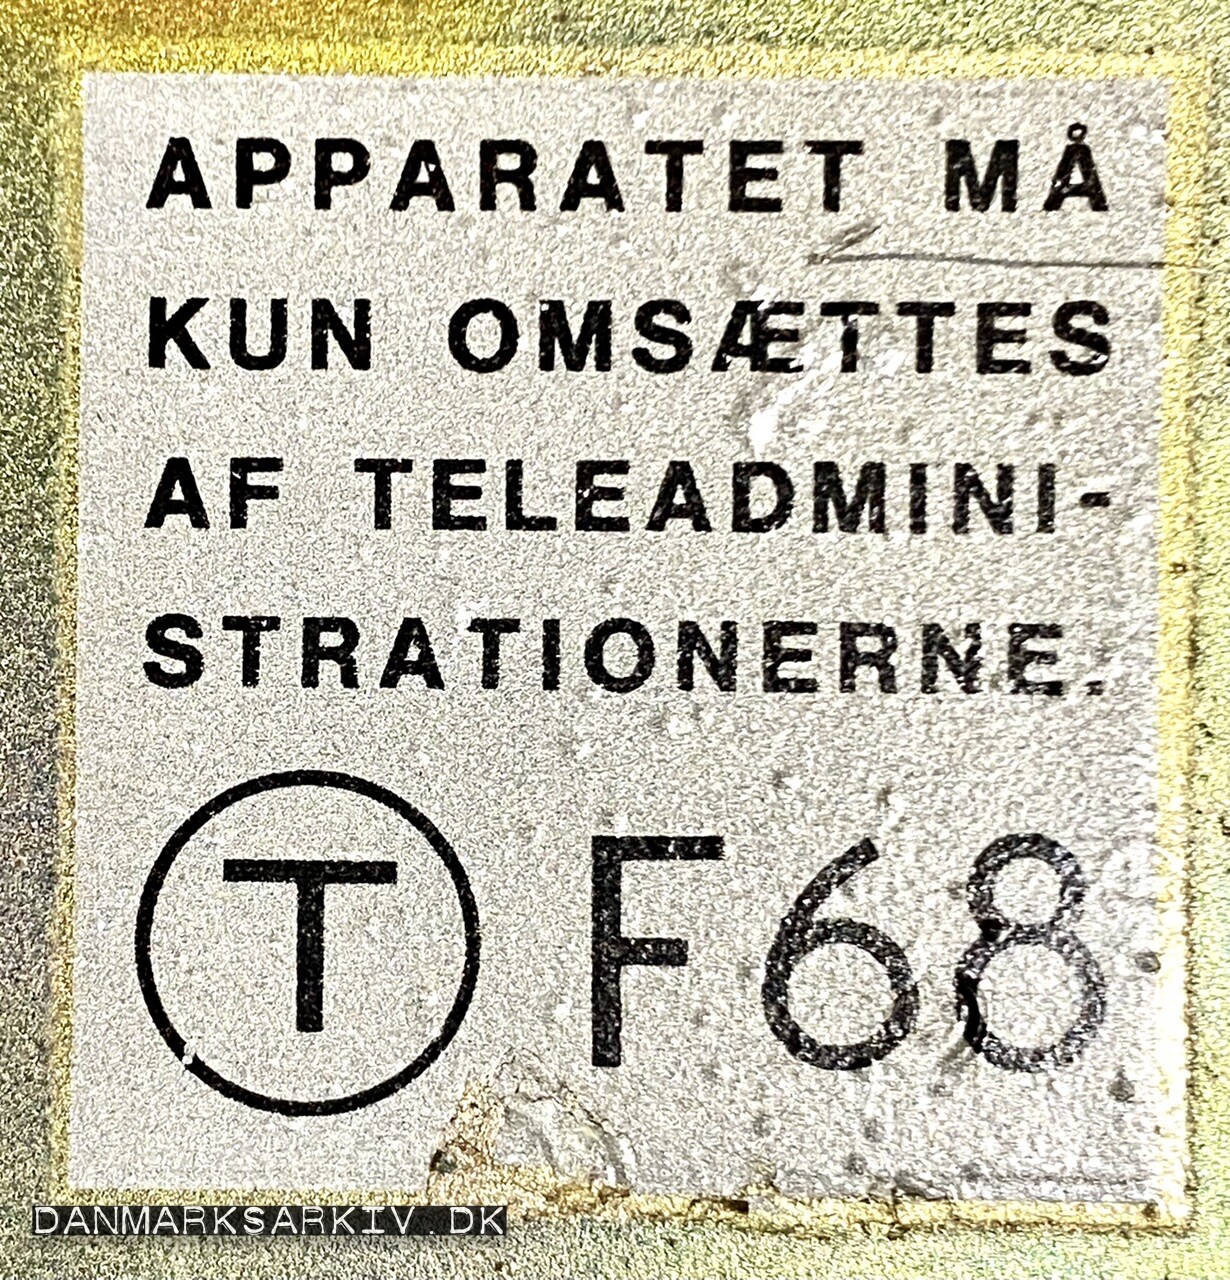 APPARATET MÅ
KUN OMSÆTTES
AF TELEADMINI-
STRATIONERNE.
T F68
DANMARKSARKIV.DK